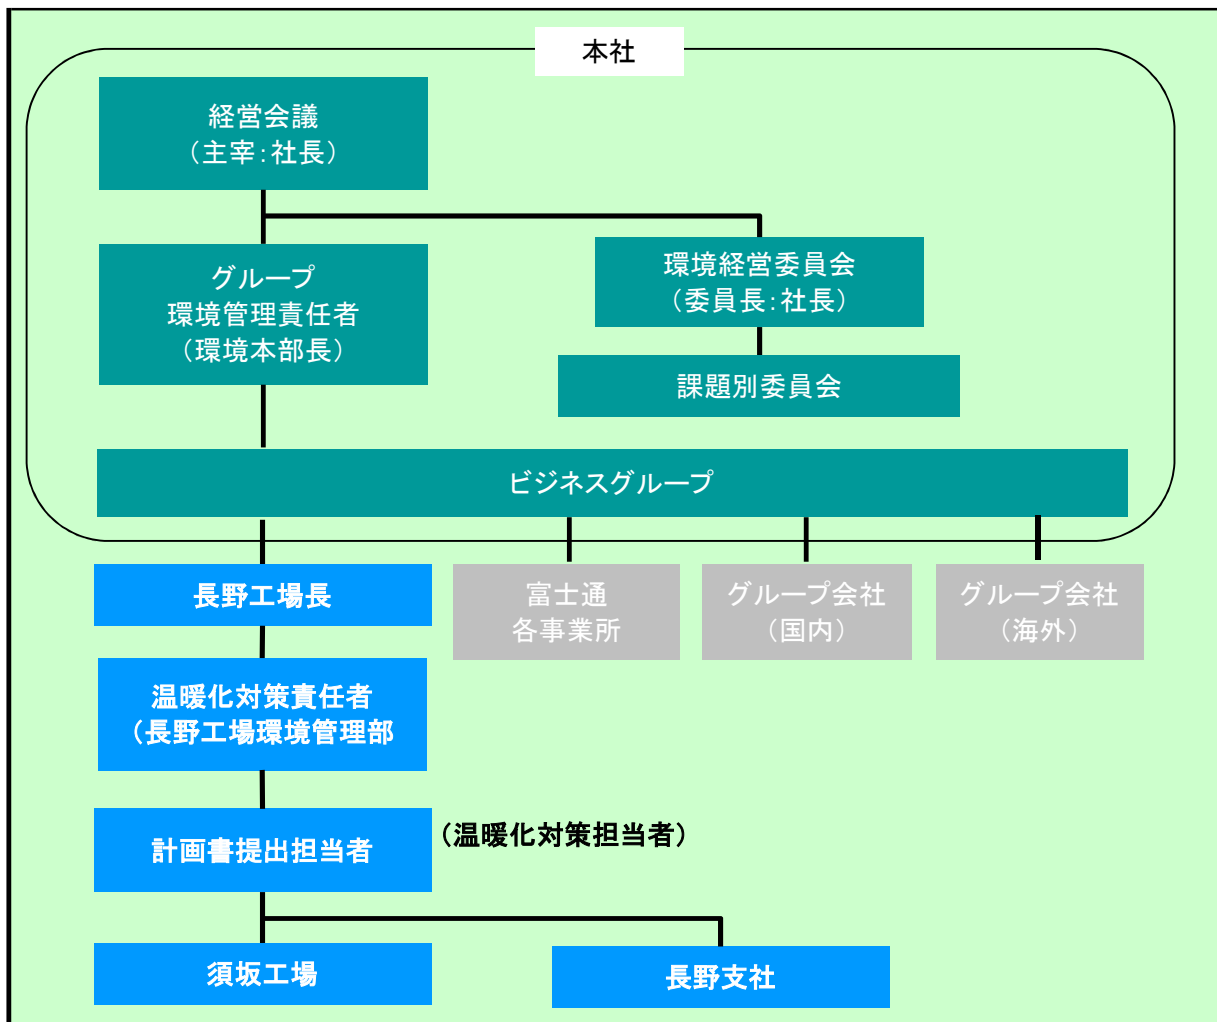 本社
経営会議
（主宰：社長）
グループ
環境管理責任者
（環境本部長）
環境経営委員会
（委員長：社長）
課題別委員会
ビジネスグループ
長野工場長
富士通
各事業所
グループ会社
（国内）
グループ会社
（海外）
温暖化対策責任者
（長野工場環境管理部
計画書提出担当者
（温暖化対策担当者）
須坂工場
長野支社